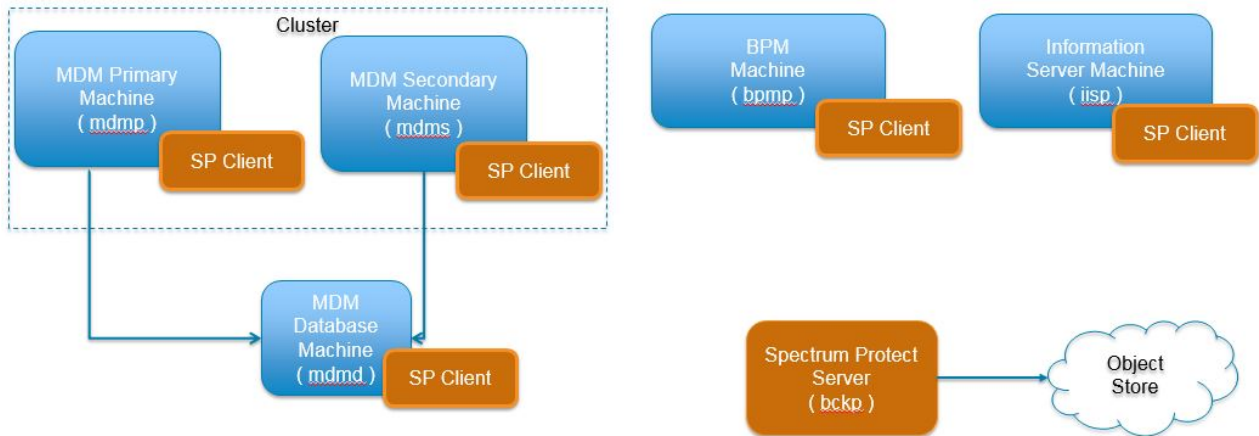 Cluster
MDM Primary
Machine
( mdmp )
SP Client
MDM Secondary
Machine
( mdms )
SP Client
BPM
Machine
( bpmp )
SP Client
Information
Server Machine
( iisp )
SP Client
MDM
Database
Machine
( mdmd )
SP Client
Spectrum Protect
Server
( bckp )
Object
Store